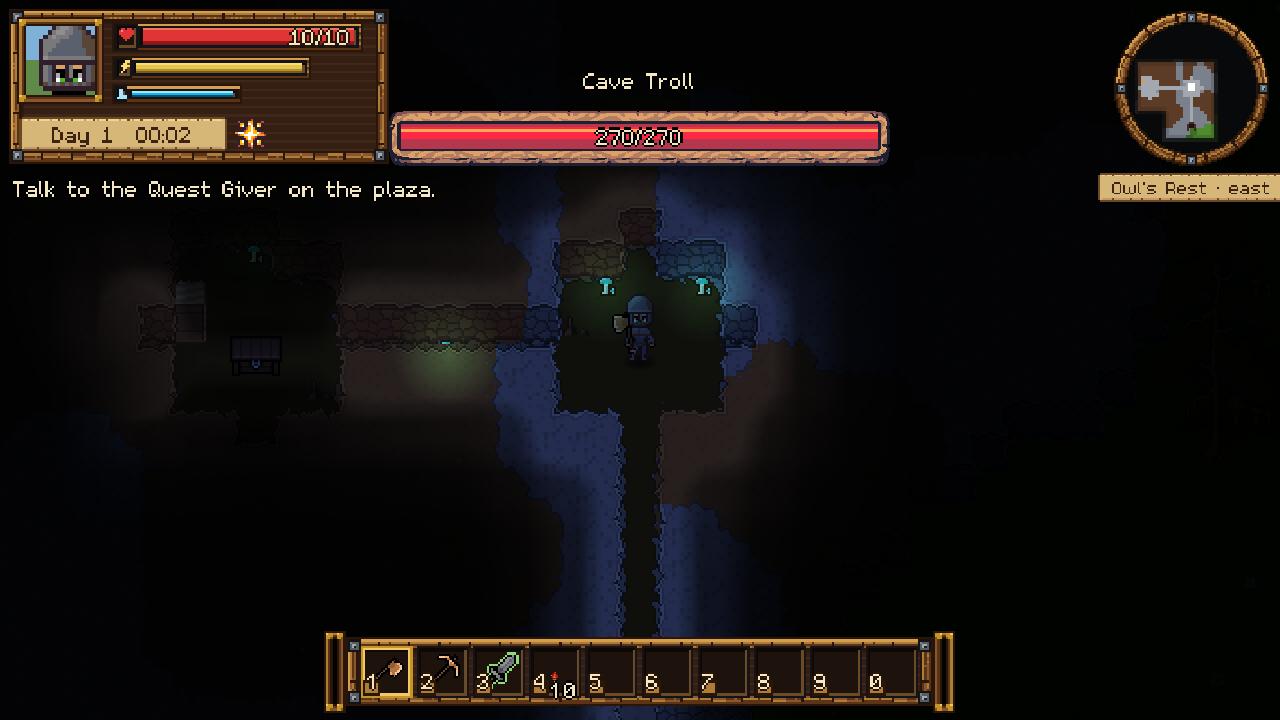 10/10
Day 1 00:02
Cave Troll
270/270
Talk to the Quest Giver on the plaza.
Owl's Rest · east
1 2 3 4 10 5 6 7 8 9 0